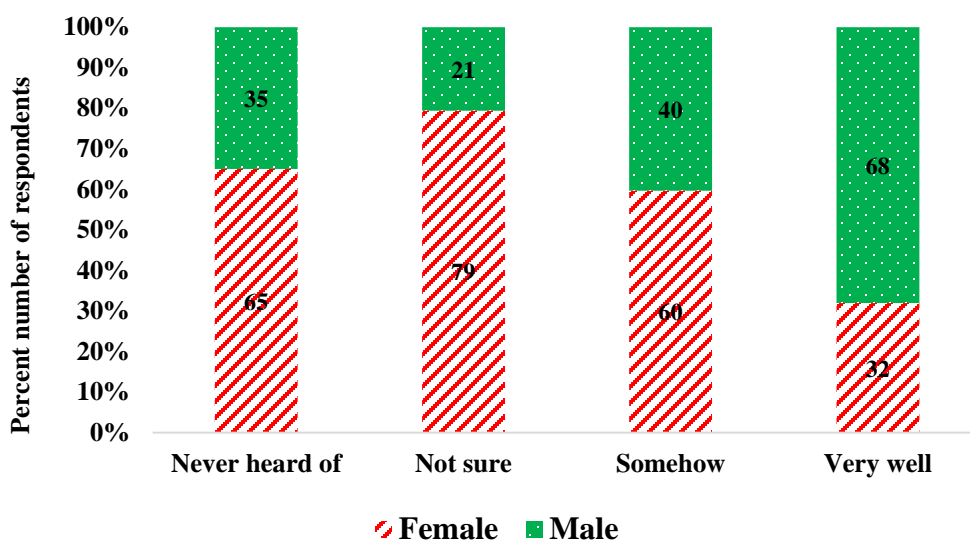 Percent number of respondents
100%
90%
80%
70%
60%
50%
40%
30%
20%
10%
0%
35
21
40
68
65
79
60
32
Never heard of
Not sure
Somehow
Very well
Female
Male